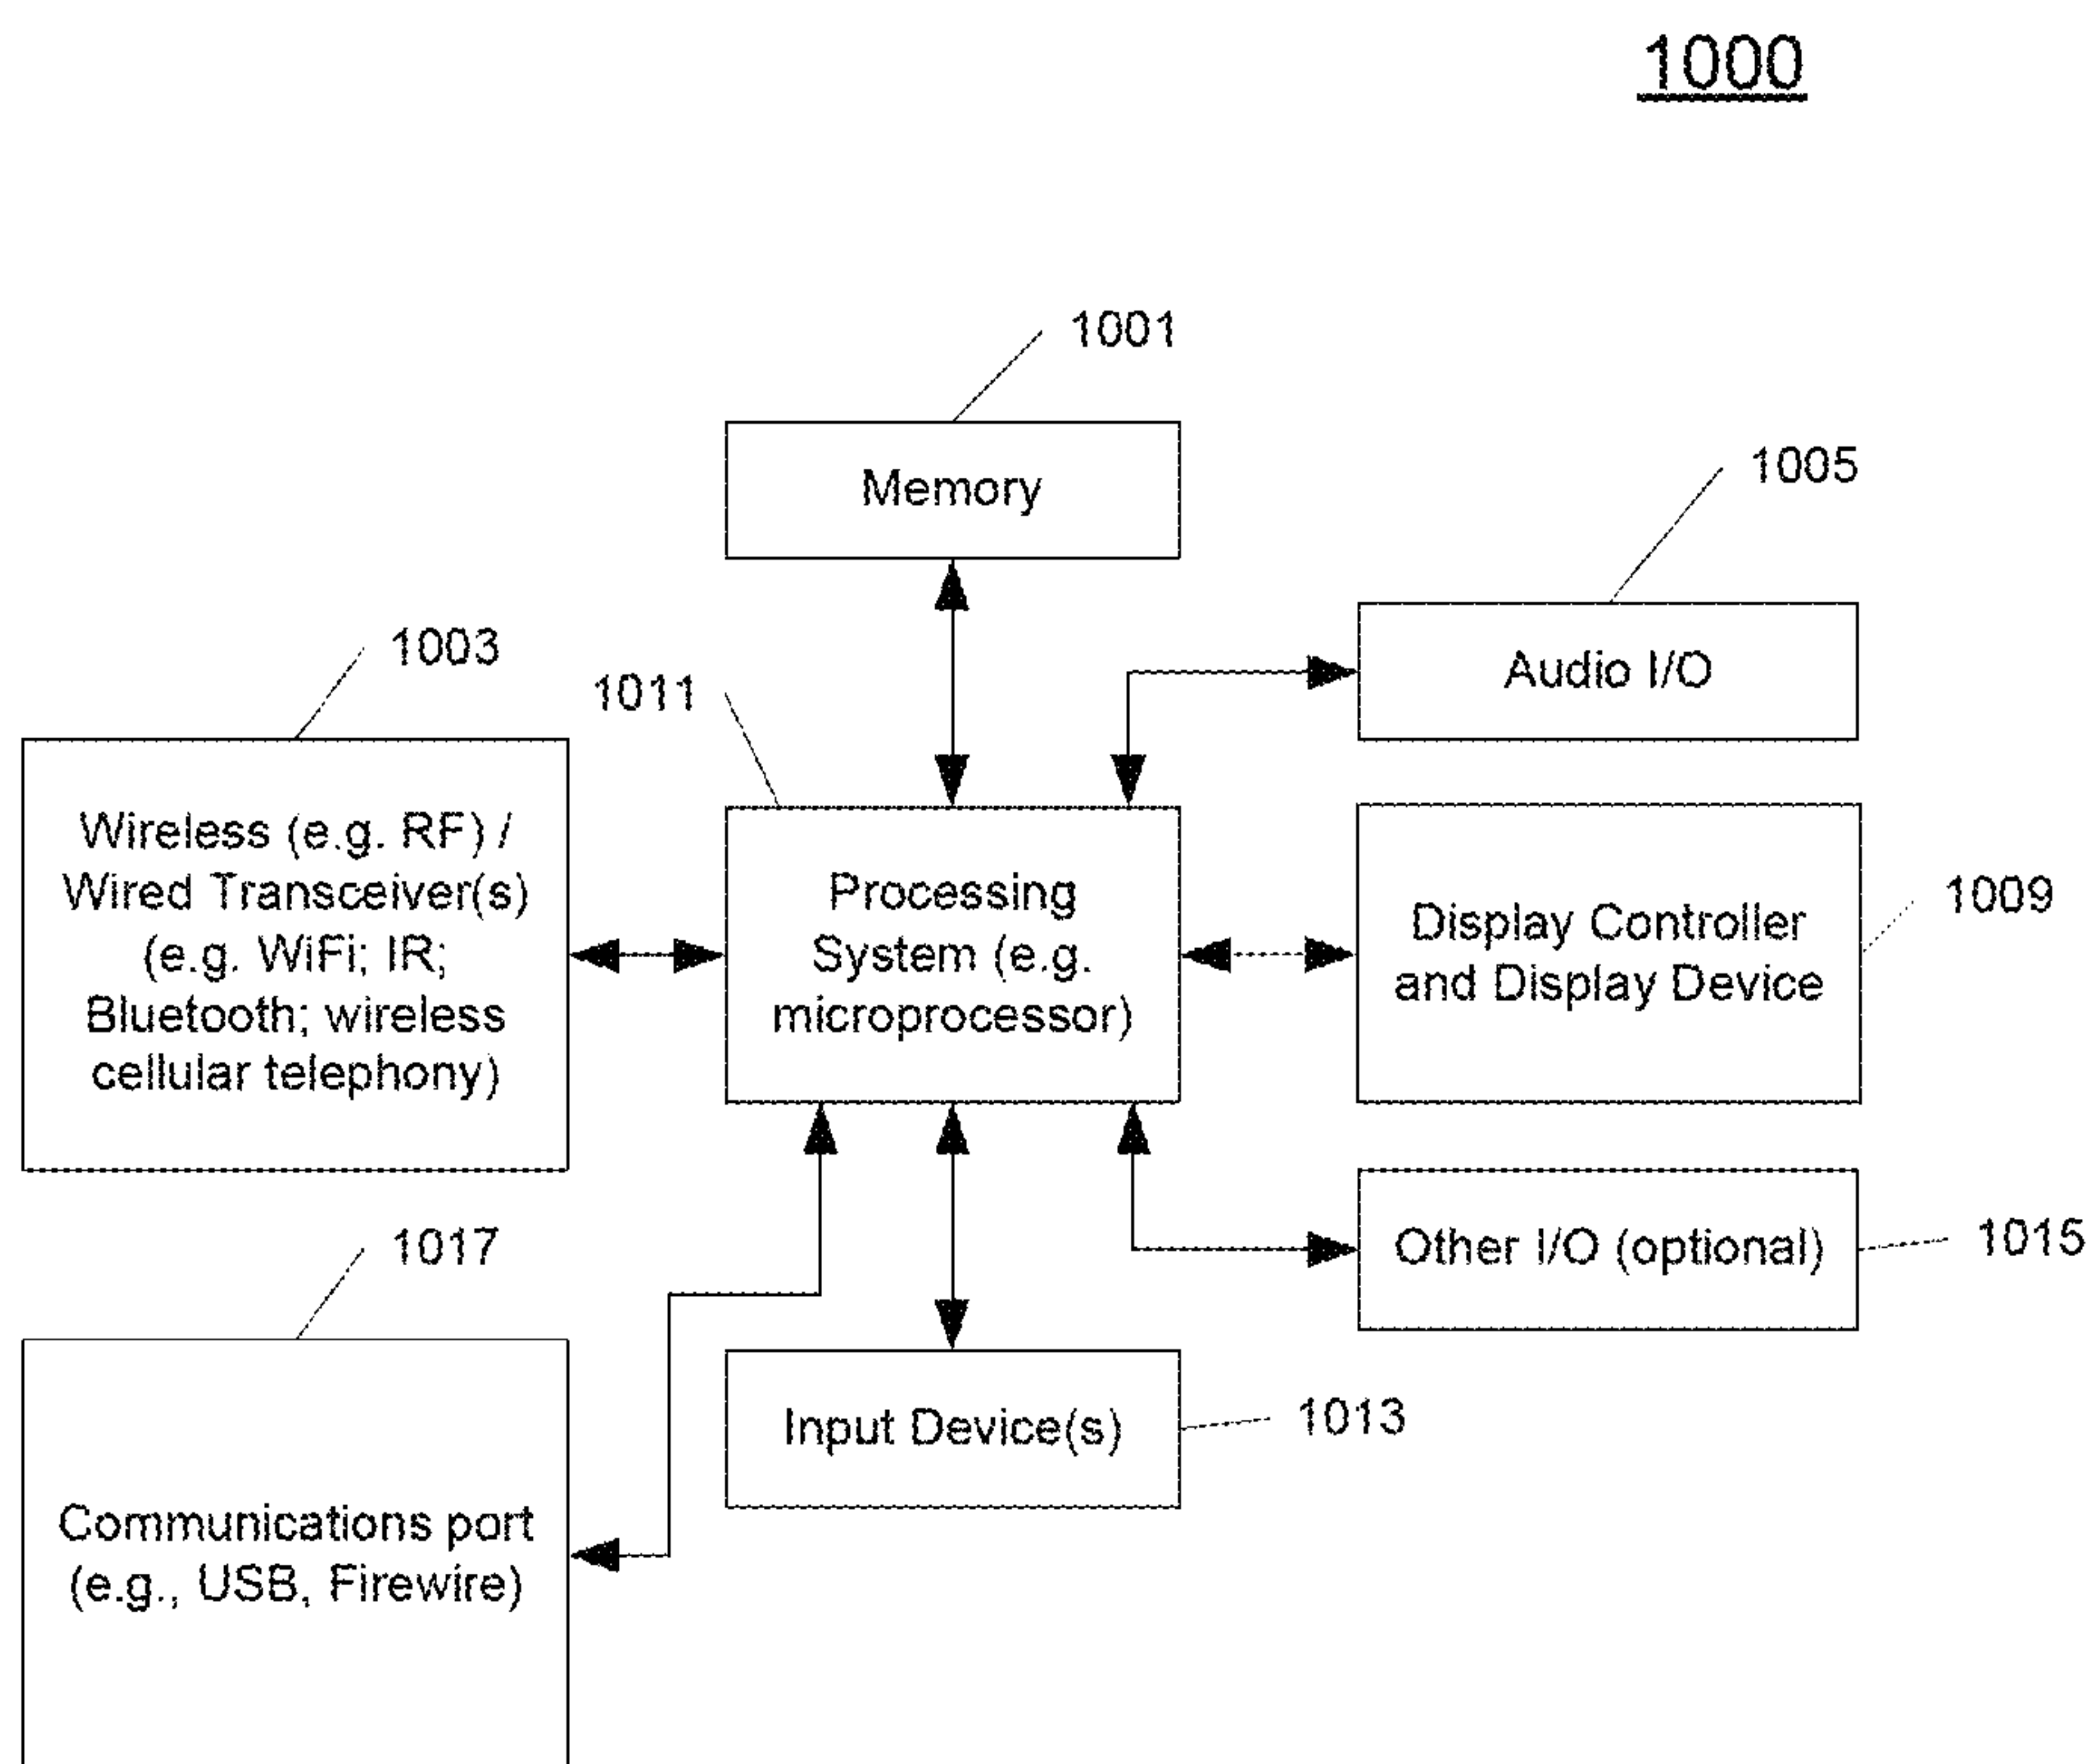 1000
1001
Memory
1005
Audio I/O
1003
Wireless (e.g. RF) /
Wired Transceiver(s)
(e.g. WiFi; IR;
Bluetooth; wireless
cellular telephony)
1011
Processing
System (e.g.
microprocessor)
1009
Display Controller
and Display Device
1015
Other I/O (optional)
1017
Communications port
(e.g., USB, Firewire)
1013
Input Device(s)